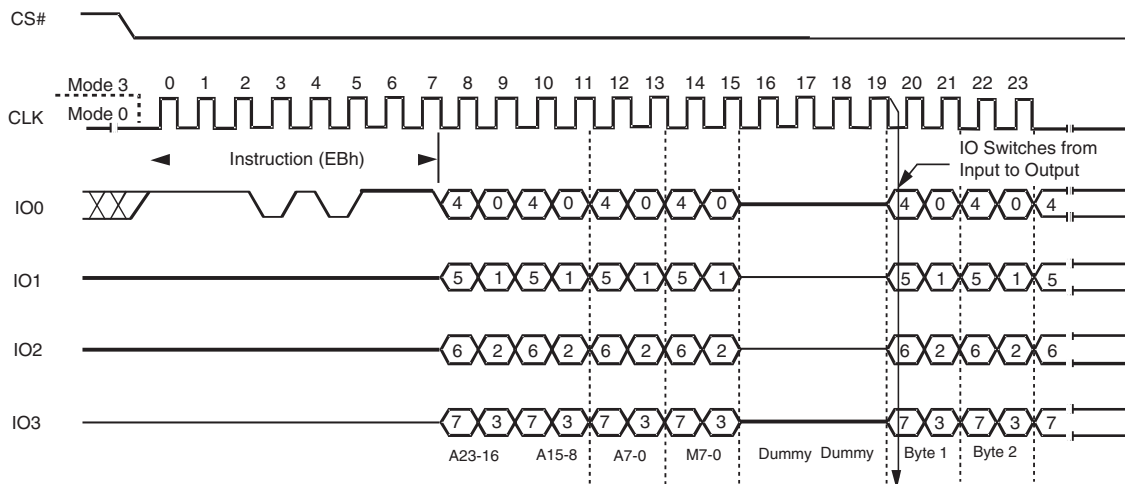 CS#
Mode 3 0 1 2 3 4 5 6 7 8 9 10 11 12 13 14 15 16 17 18 19 20 21 22 23
CLK Mode 0
Instruction (EBh)
IO Switches from
Input to Output
IO0 4 0 4 0 4 0 4 0 4 0 4 0 4
IO1 5 1 5 1 5 1 5 1 5 1 5 1 5
IO2 6 2 6 2 6 2 6 2 6 2 6 2 6
IO3 7 3 7 3 7 3 7 3 7 3 7 3 7
A23-16 A15-8 A7-0 M7-0 Dummy Dummy Byte 1 Byte 2